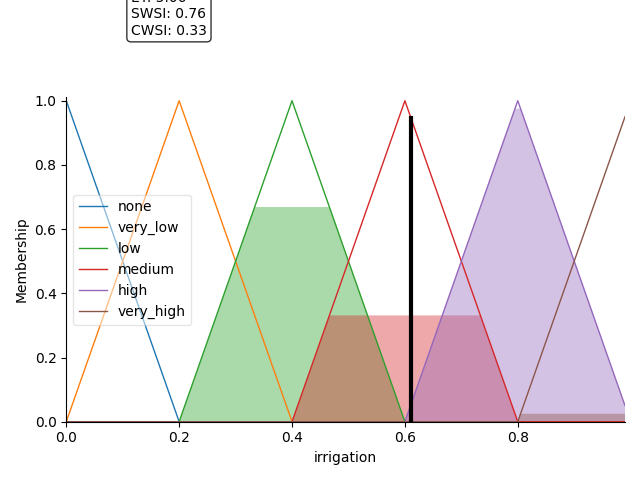 SWSI: 0.76
CWSI: 0.33
1.0
0.8
0.6
0.4
0.2
0.0
Membership
none
very_low
low
medium
high
very_high
0.0 0.2 0.4 0.6 0.8
irrigation